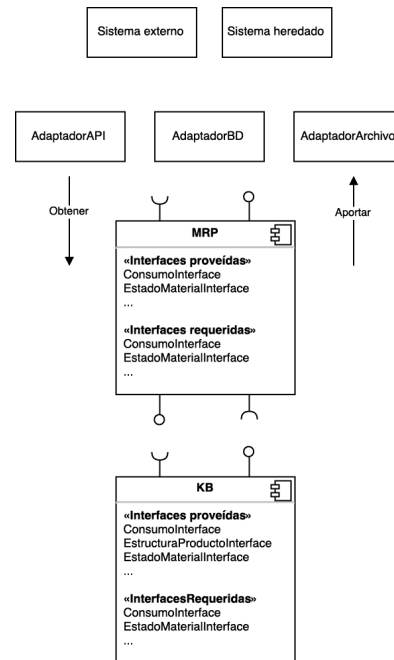 Sistema externo
Sistema heredado
AdaptadorAPI
AdaptadorBD
AdaptadorArchivo
Obtener
Aportar
MRP
«Interfaces proveídas»
ConsumoInterface
EstadoMaterialInterface
...
«Interfaces requeridas»
ConsumoInterface
EstadoMaterialInterface
...
KB
«Interfaces proveídas»
ConsumoInterface
EstructuraProductoInterface
EstadoMaterialInterface
...
«InterfacesRequeridas»
ConsumoInterface
EstadoMaterialInterface
...